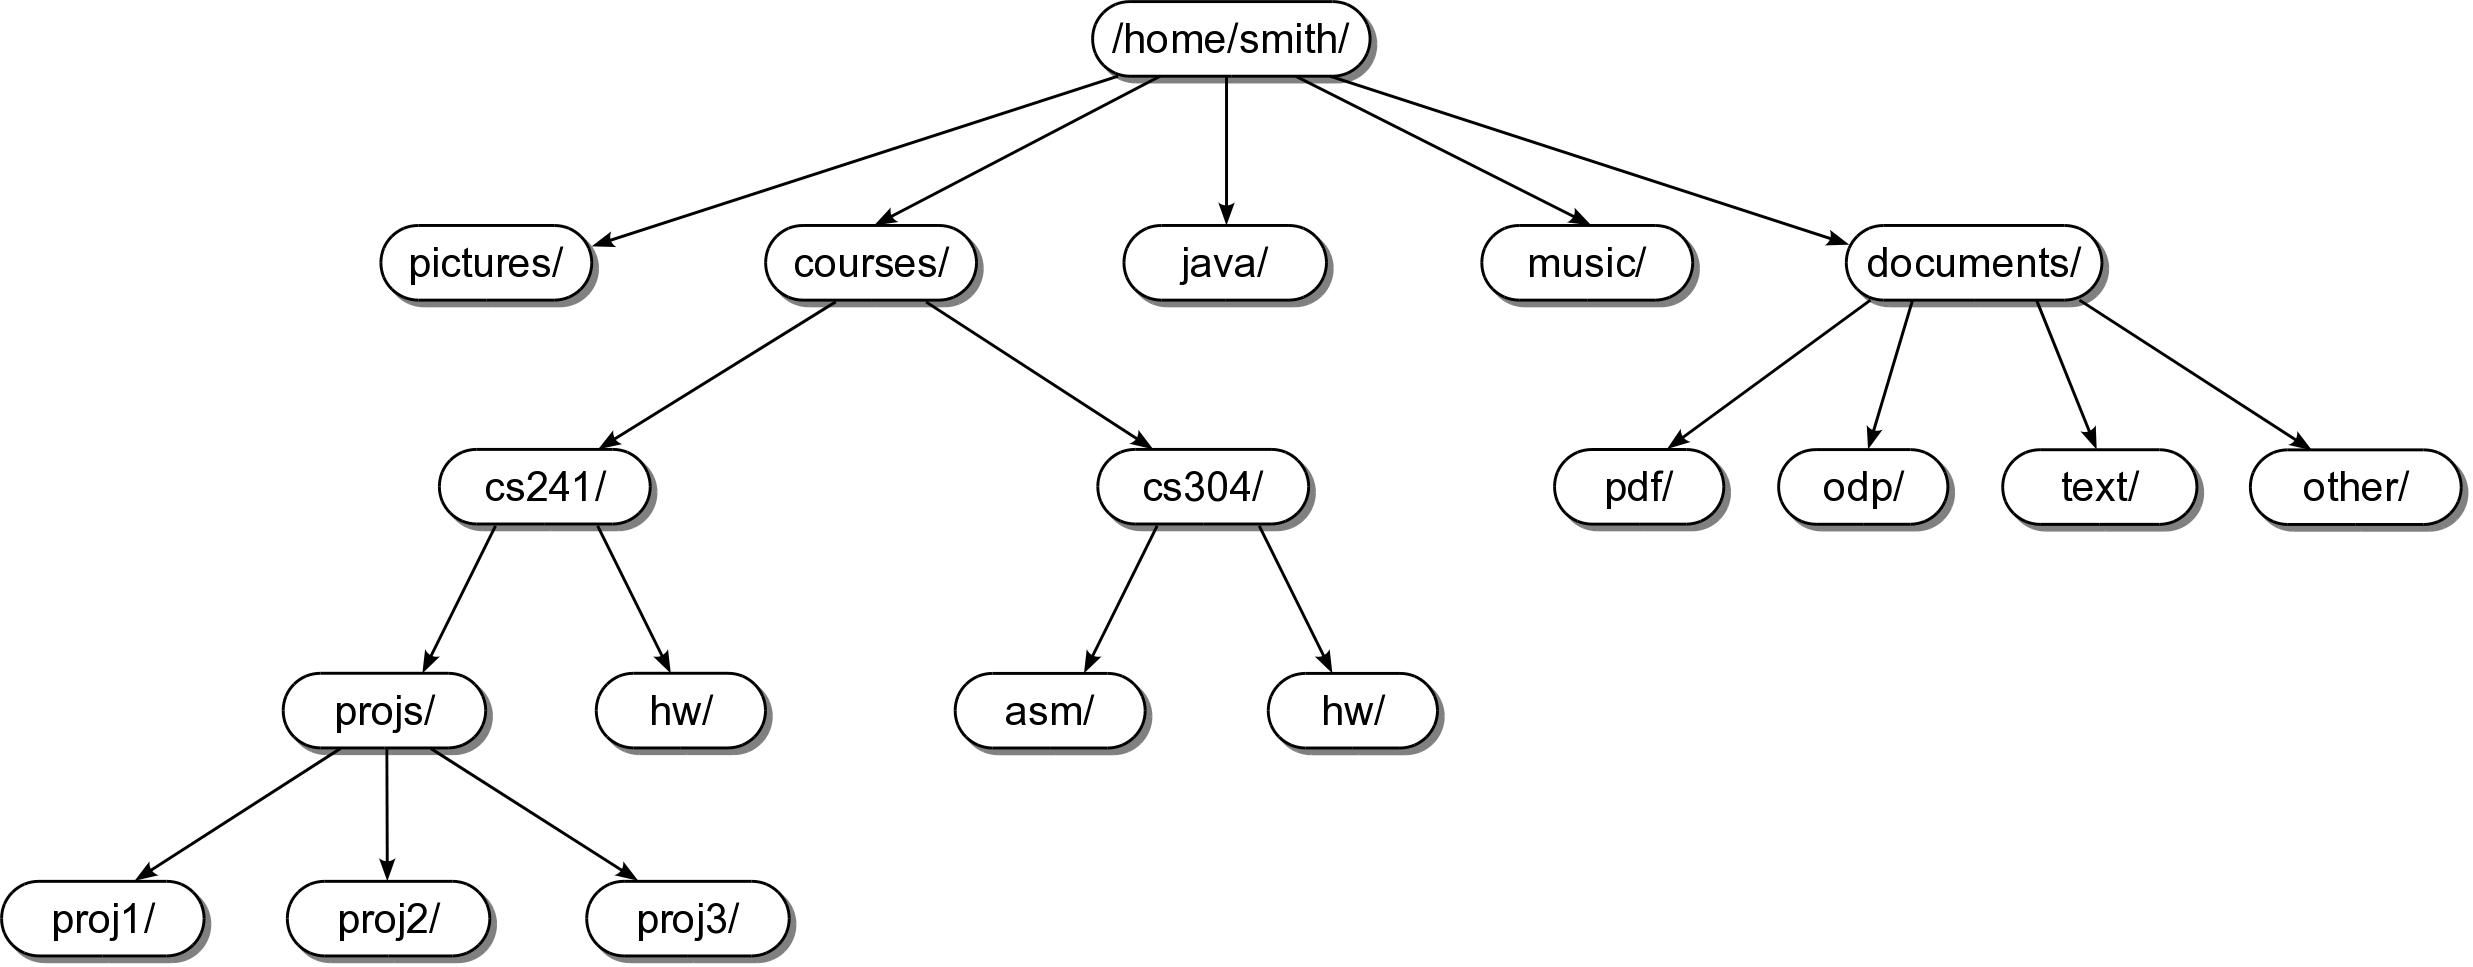 /home/smith/
pictures/
courses/
java/
music/
documents/
cs241/
cs304/
pdf/
odp/
text/
other/
projs/
hw/
asm/
hw/
proj1/
proj2/
proj3/